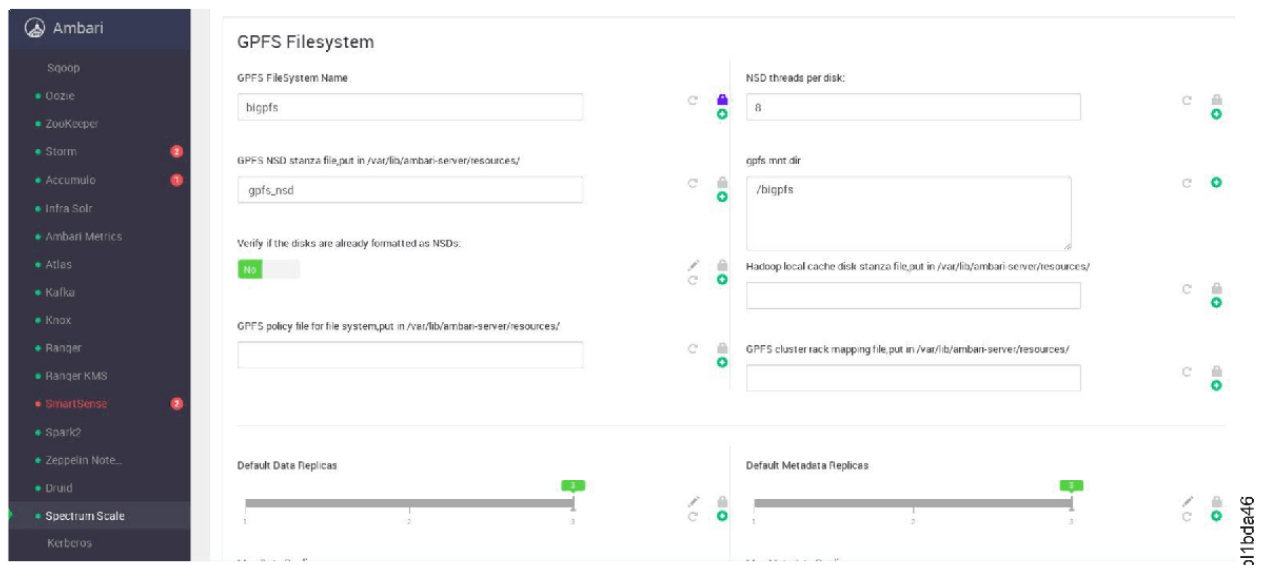 Ambari
Sqoop
Oozie
ZooKeeper
Storm 2
Accumulo 1
Infra Solr
Ambari Metrics
Atlas
Kafka
Knox
Ranger
Ranger KMS
SmartSense 2
Spark2
Zeppelin Note...
Druid
Spectrum Scale
Kerberos
GPFS Filesystem
GPFS FileSystem Name
bigpfs
GPFS NSD stanza file,put in /var/lib/ambari-server/resources/
gpfs_nsd
Verify if the disks are already formatted as NSDs:
No
GPFS policy file for file system,put in /var/lib/ambari-server/resources/
NSD threads per disk:
8
gpfs mnt dir
/bigpfs
Hadoop local cache disk stanza file,put in /var/lib/ambari-server/resources/
GPFS cluster rack mapping file,put in /var/lib/ambari-server/resources/
Default Data Replicas
3
1 2 3
Default Metadata Replicas
3
1 2 3
bl1bda46